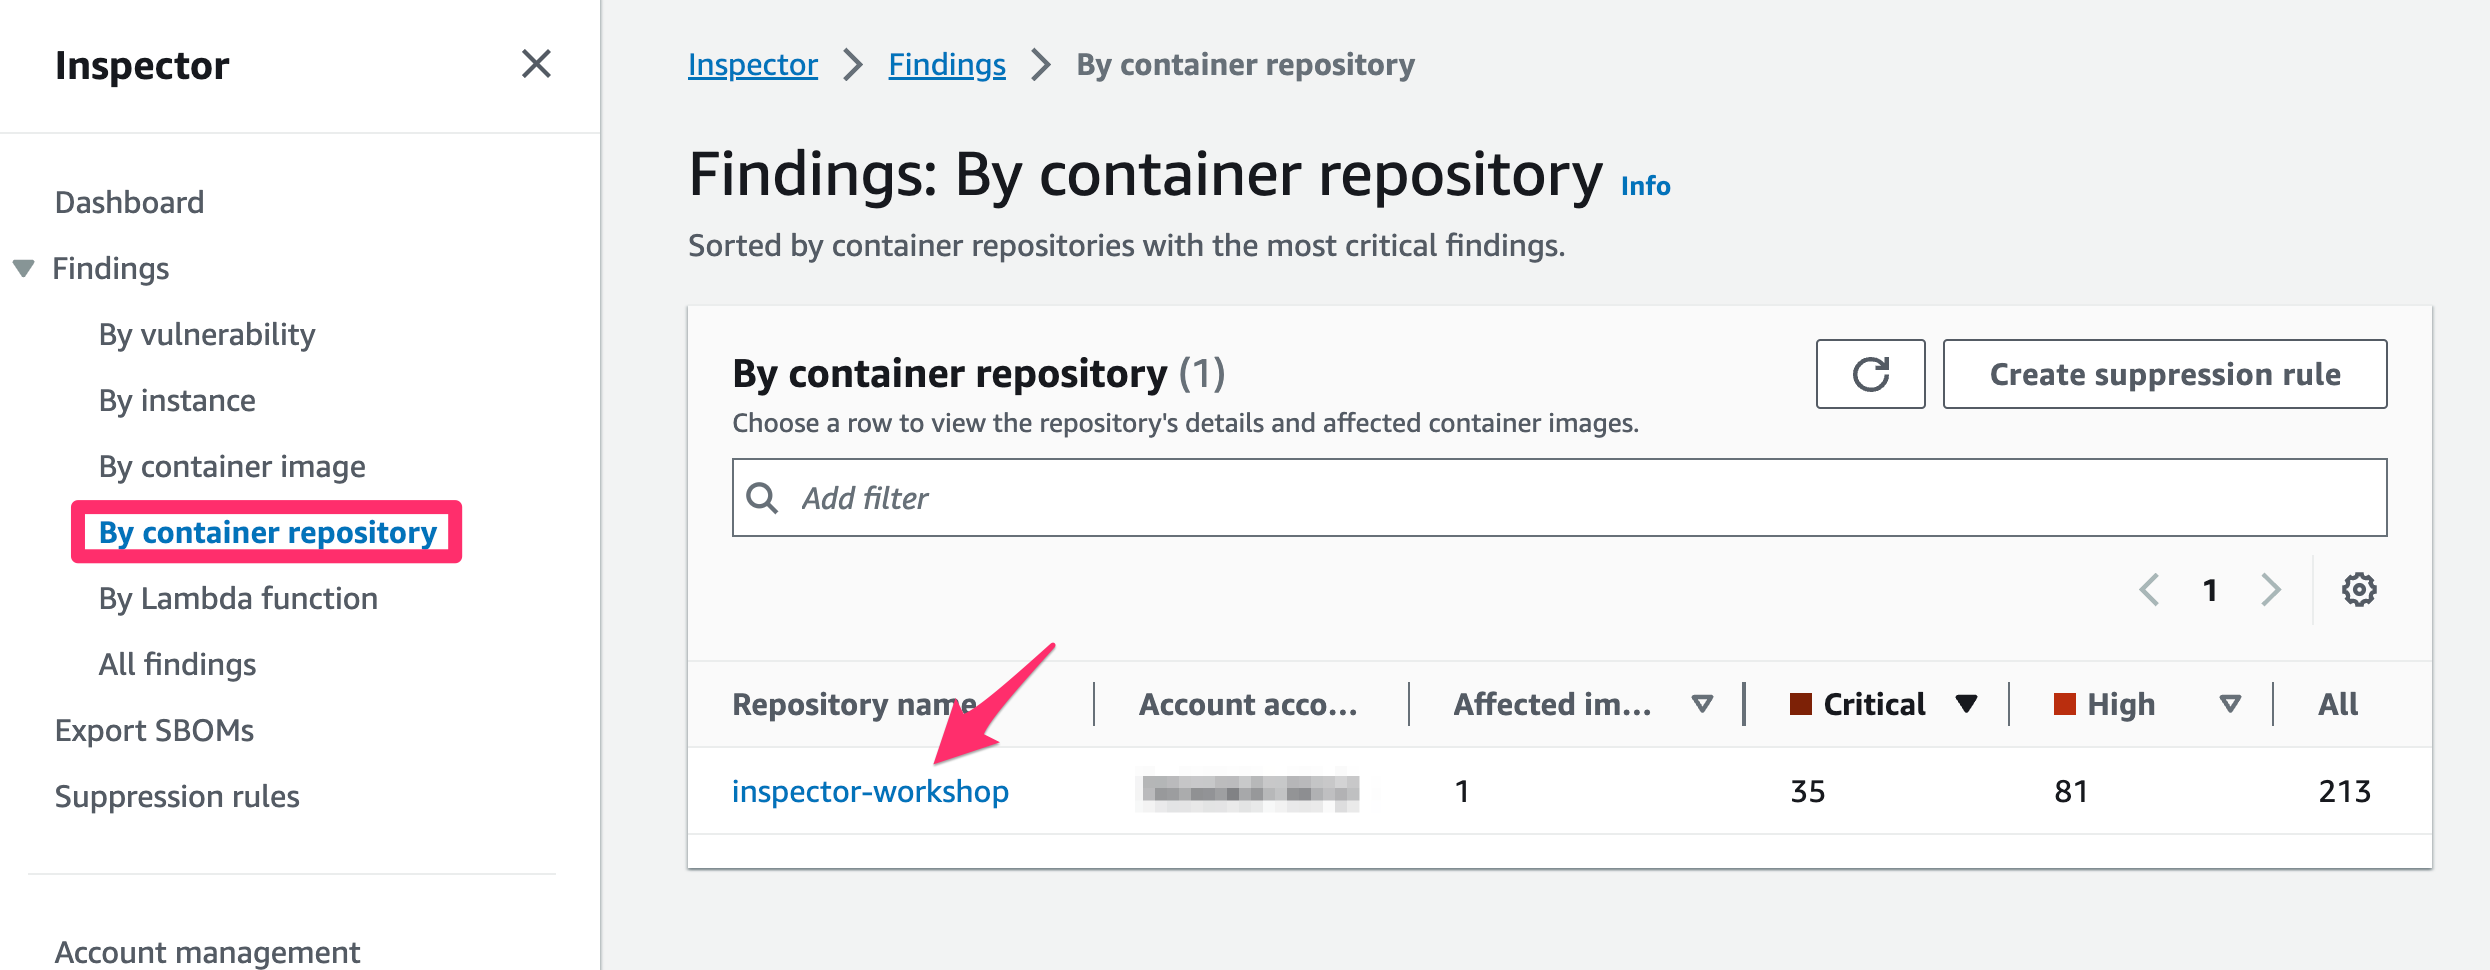 Inspector
Dashboard
Findings
By vulnerability
By instance
By container image
By container repository
By Lambda function
All findings
Export SBOMs
Suppression rules
Account management
Inspector > Findings > By container repository
Findings: By container repository Info
Sorted by container repositories with the most critical findings.
By container repository (1)
Create suppression rule
Choose a row to view the repository's details and affected container images.
Add filter
1
Repository name Account acco... Affected im... Critical High All
inspector-workshop 1 35 81 213